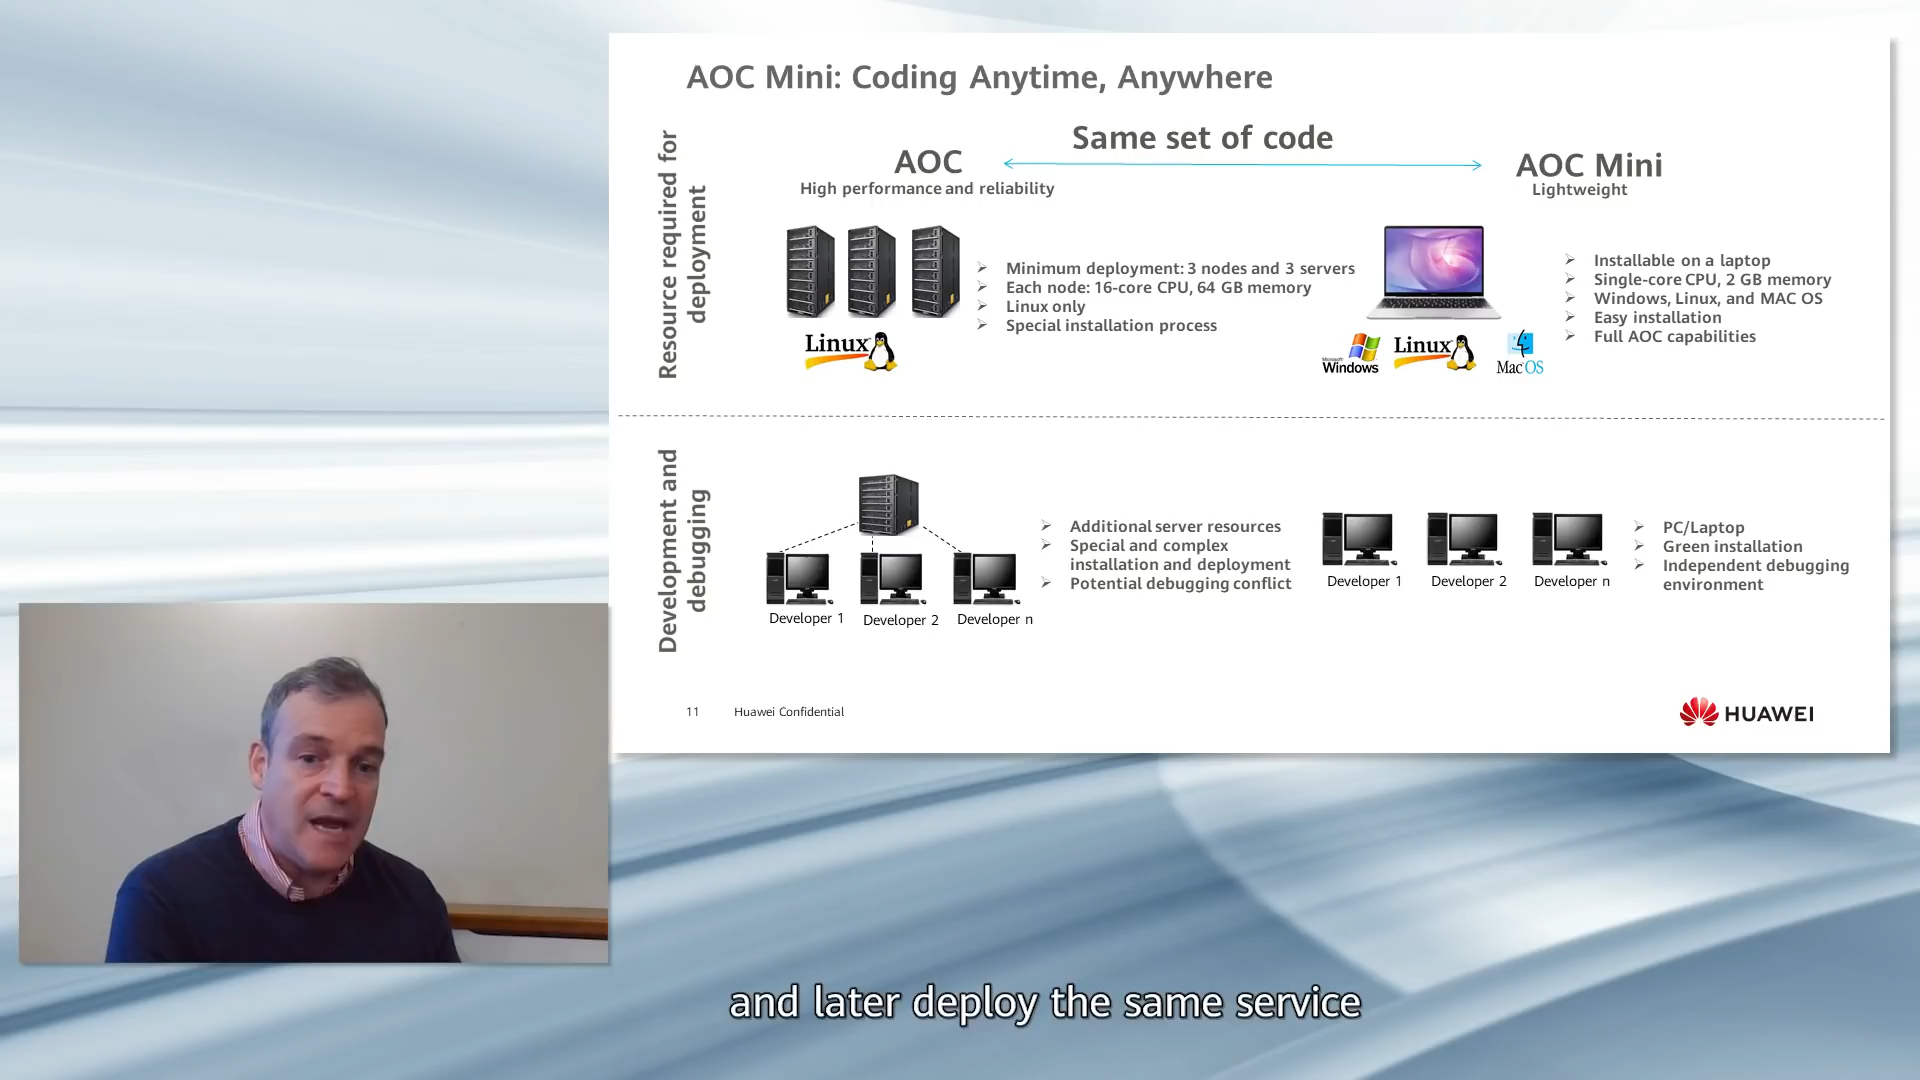 AOC Mini: Coding Anytime, Anywhere
Resource required for
deployment
Same set of code
AOC
High performance and reliability
AOC Mini
Lightweight
Minimum deployment: 3 nodes and 3 servers
Each node: 16-core CPU, 64 GB memory
Linux only
Special installation process
Linux
Installable on a laptop
Single-core CPU, 2 GB memory
Windows, Linux, and MAC OS
Easy installation
Full AOC capabilities
Microsoft
Windows
Linux
Mac OS
Development and
debugging
Developer 1
Developer 2
Developer n
Additional server resources
Special and complex
installation and deployment
Potential debugging conflict
Developer 1
Developer 2
Developer n
PC/Laptop
Green installation
Independent debugging
environment
11
Huawei Confidential
HUAWEI
and later deploy the same service